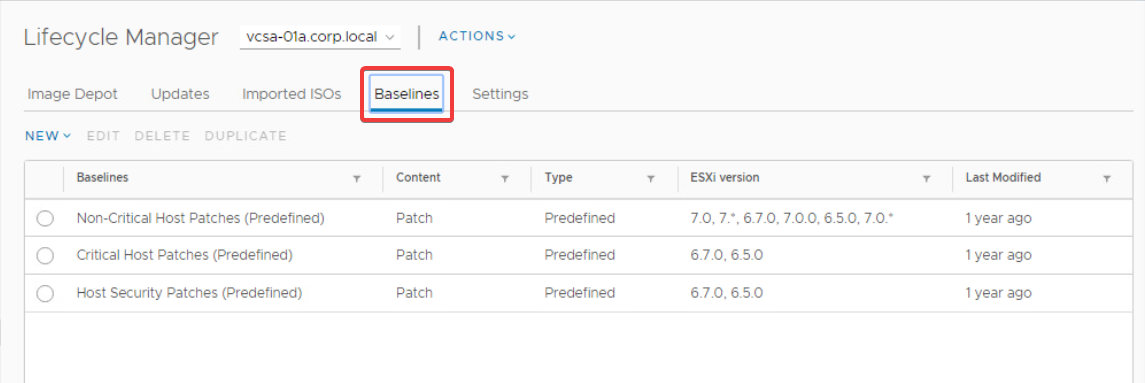 Lifecycle Manager vcsa-01a.corp.local ACTIONS
Image Depot Updates Imported ISOs Baselines Settings
NEW EDIT DELETE DUPLICATE
Baselines Content Type ESXi version Last Modified
Non-Critical Host Patches (Predefined) Patch Predefined 7.0, 7.*, 6.7.0, 7.0.0, 6.5.0, 7.0.* 1 year ago
Critical Host Patches (Predefined) Patch Predefined 6.7.0, 6.5.0 1 year ago
Host Security Patches (Predefined) Patch Predefined 6.7.0, 6.5.0 1 year ago